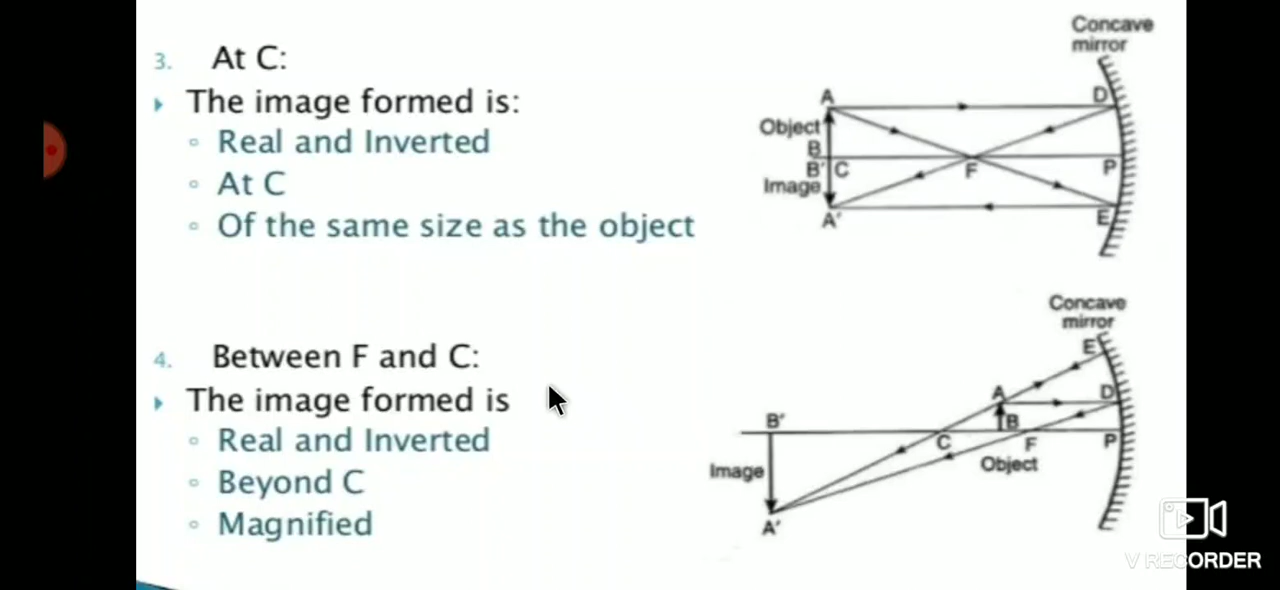 3. At C:
The image formed is:
Real and Inverted
At C
Of the same size as the object
Concave
mirror
A
D
Object
B
B' C
F
P
Image
A'
E
4. Between F and C:
The image formed is
Real and Inverted
Beyond C
Magnified
Concave
mirror
E
A
D
B'
B
C
F
P
Image
Object
A'
V RECORDER